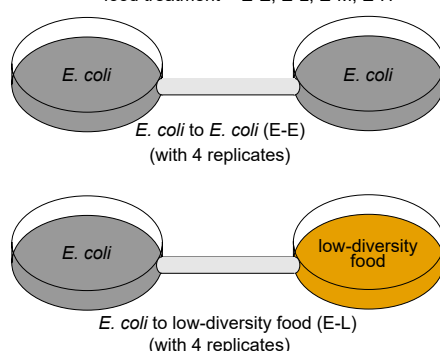 E. coli
E. coli
E. coli to E. coli (E-E)
(with 4 replicates)
E. coli
low-diversity
food
E. coli to low-diversity food (E-L)
(with 4 replicates)